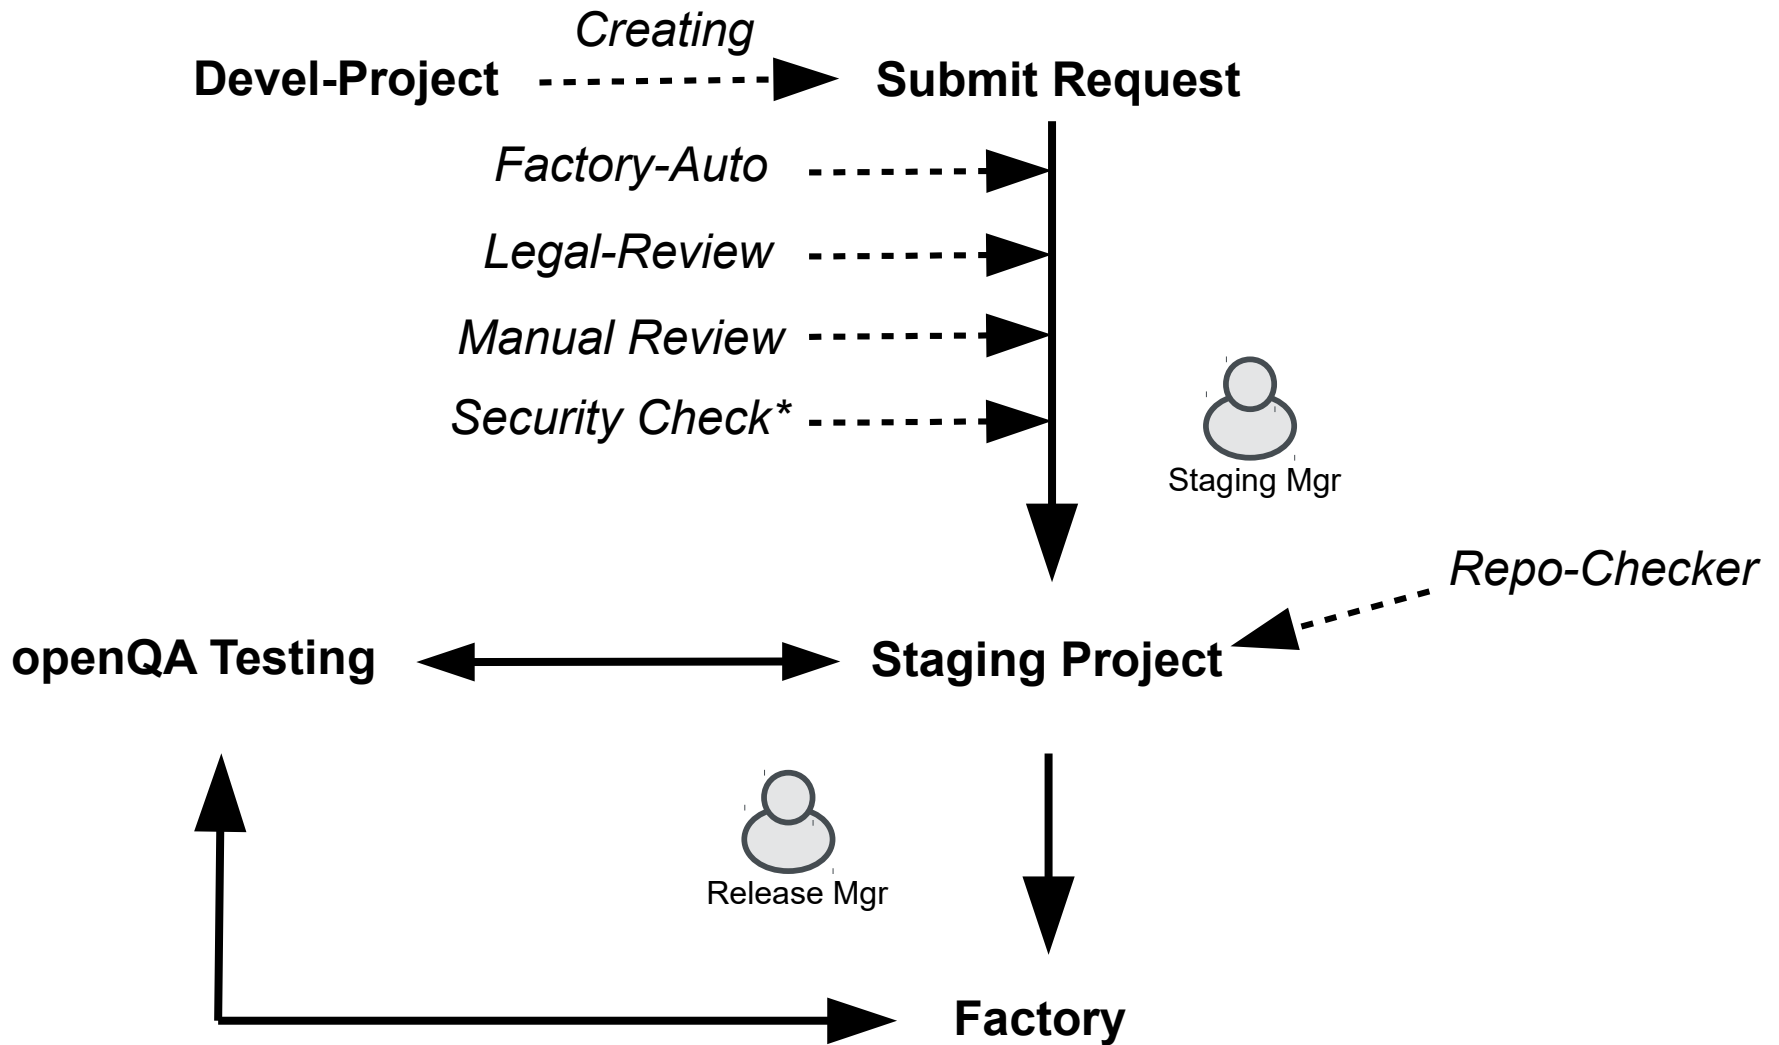 Creating
Devel-Project
Submit Request
Factory-Auto
Legal-Review
Manual Review
Security Check*
Staging Mgr
Repo-Checker
openQA Testing
Staging Project
Release Mgr
Factory